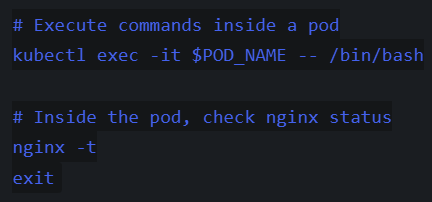 # Execute commands inside a pod
kubectl exec -it $POD_NAME -- /bin/bash
# Inside the pod, check nginx status
nginx -t
exit